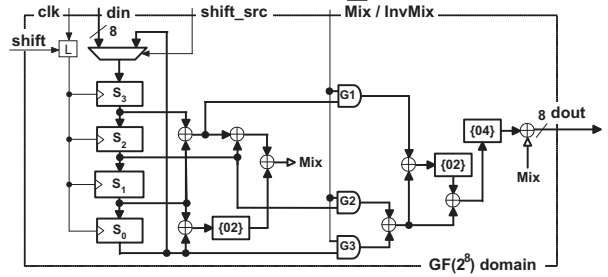 clk din shift_src Mix / InvMix
8
shift
L
S3
G1
8 dout
{04}
S2
Mix
{02}
Mix
S1
G2
S0
{02}
G3
GF(2^8) domain